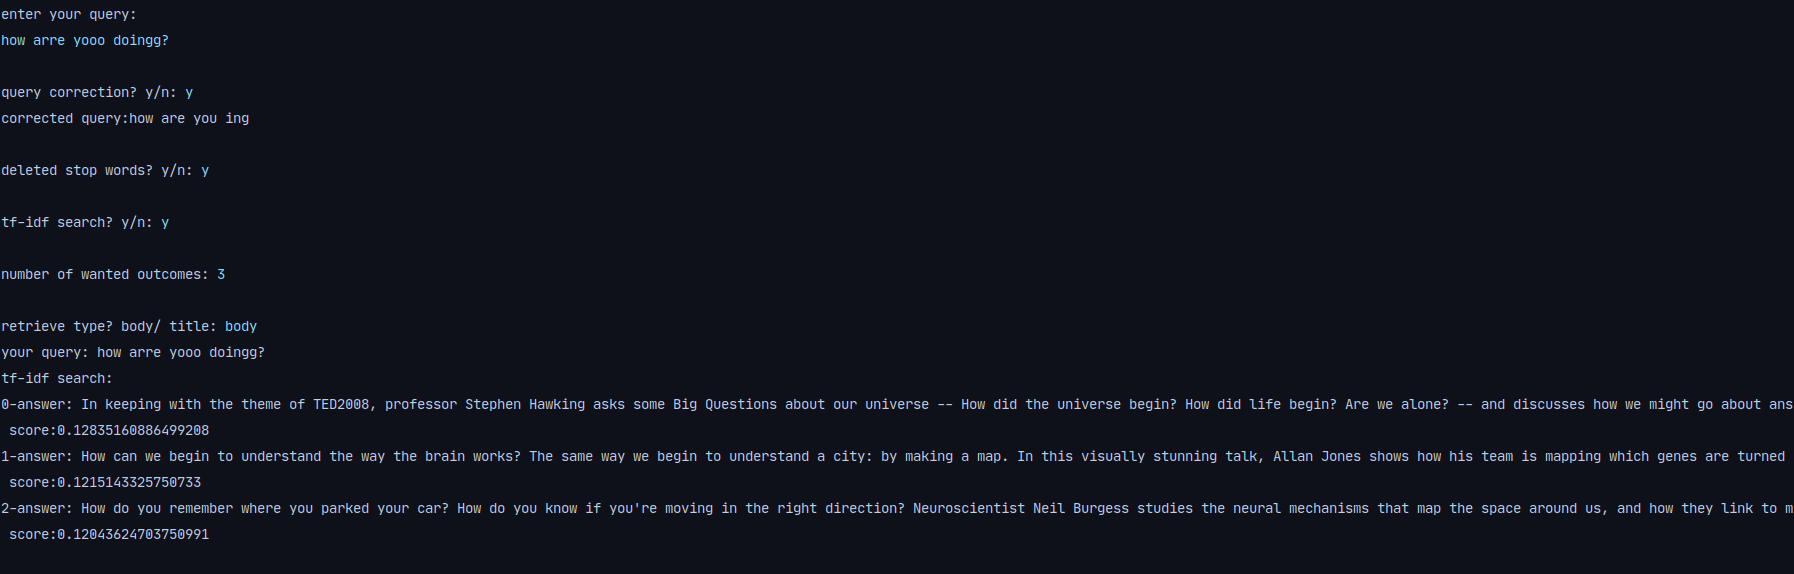 enter your query:
how arre yooo doingg?
query correction? y/n: y
corrected query:how are you ing
deleted stop words? y/n: y
tf-idf search? y/n: y
number of wanted outcomes: 3
retrieve type? body/ title: body
your query: how arre yooo doingg?
tf-idf search:
0-answer: In keeping with the theme of TED2008, professor Stephen Hawking asks some Big Questions about our universe -- How did the universe begin? How did life begin? Are we alone? -- and discusses how we might go about ans
score:0.12835160886499208
1-answer: How can we begin to understand the way the brain works? The same way we begin to understand a city: by making a map. In this visually stunning talk, Allan Jones shows how his team is mapping which genes are turned
score:0.1215143325750733
2-answer: How do you remember where you parked your car? How do you know if you're moving in the right direction? Neuroscientist Neil Burgess studies the neural mechanisms that map the space around us, and how they link to m
score:0.12043624703750991